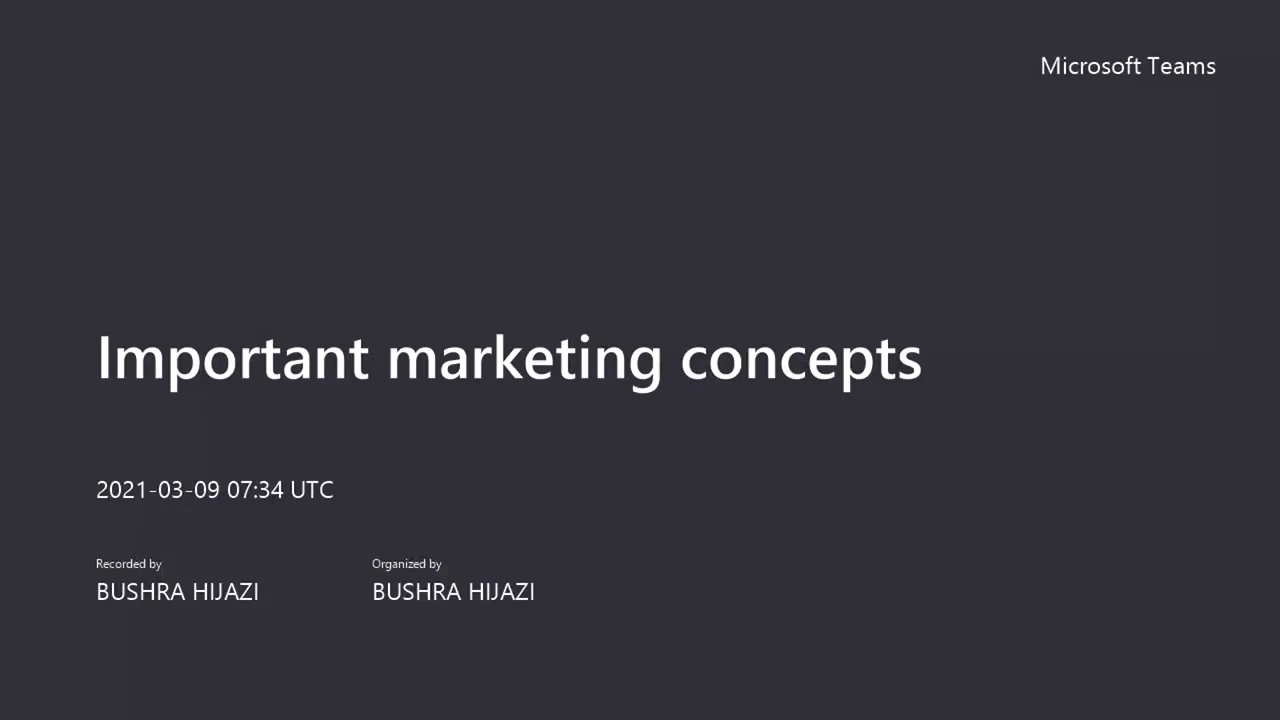 Microsoft Teams
Important marketing concepts
2021-03-09 07:34 UTC
Recorded by
BUSHRA HIJAZI
Organized by
BUSHRA HIJAZI